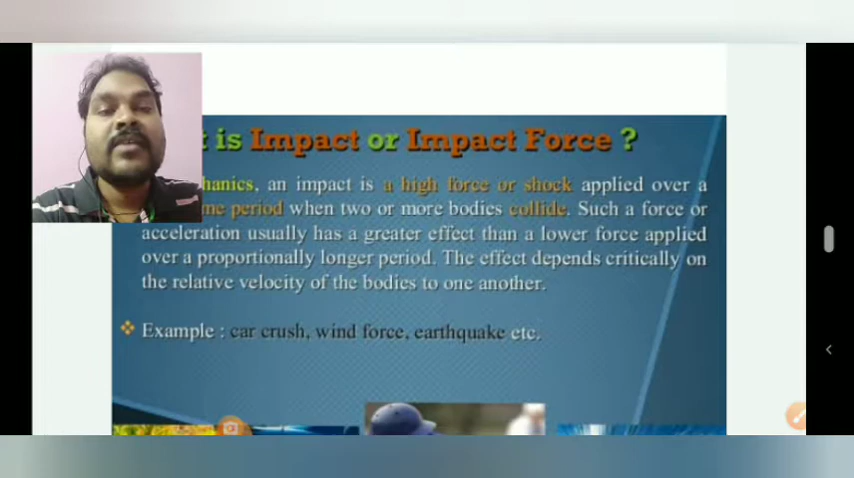 is Impact or Impact Force ?
hanics, an impact is a high force or shock applied over a
me period when two or more bodies collide. Such a force or
acceleration usually has a greater effect than a lower force applied
over a proportionally longer period. The effect depends critically on
the relative velocity of the bodies to one another.
Example : car crush, wind force, earthquake etc.